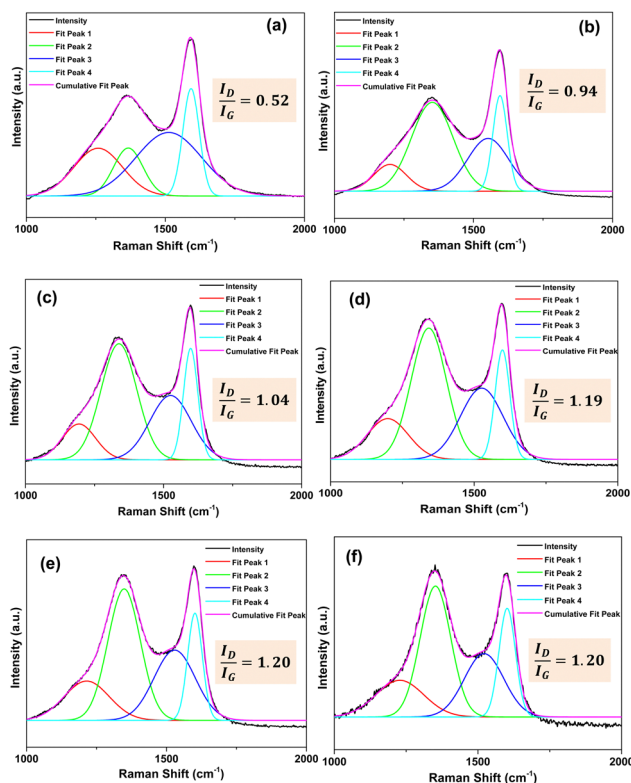 (a)
Intensity
Fit Peak 1
Fit Peak 2
Fit Peak 3
Fit Peak 4
Cumulative Fit Peak
I_D/I_G = 0.52
Intensity (a.u.)
1000 1250 1500 1750 2000
Raman Shift (cm⁻¹)
(b)
Intensity
Fit Peak 1
Fit Peak 2
Fit Peak 3
Fit Peak 4
Cumulative Fit Peak
I_D/I_G = 0.94
Intensity (a.u.)
1000 1250 1500 1750 2000
Raman Shift (cm⁻¹)
(c)
Intensity
Fit Peak 1
Fit Peak 2
Fit Peak 3
Fit Peak 4
Cumulative Fit Peak
I_D/I_G = 1.04
Intensity (a.u.)
1000 1500 2000
Raman Shift (cm⁻¹)
(d)
Intensity
Fit Peak 1
Fit Peak 2
Fit Peak 3
Fit Peak 4
Cumulative Fit Peak
I_D/I_G = 1.19
Intensity (a.u.)
1000 1500 2000
Raman Shift (cm⁻¹)
(e)
Intensity
Fit Peak 1
Fit Peak 2
Fit Peak 3
Fit Peak 4
Cumulative Fit Peak
I_D/I_G = 1.20
Intensity (a.u.)
1000 1500 2000
Raman Shift (cm⁻¹)
(f)
Intensity
Fit Peak 1
Fit Peak 2
Fit Peak 3
Fit Peak 4
Cumulative Fit Peak
I_D/I_G = 1.20
Intensity (a.u.)
1000 1500 2000
Raman Shift (cm⁻¹)